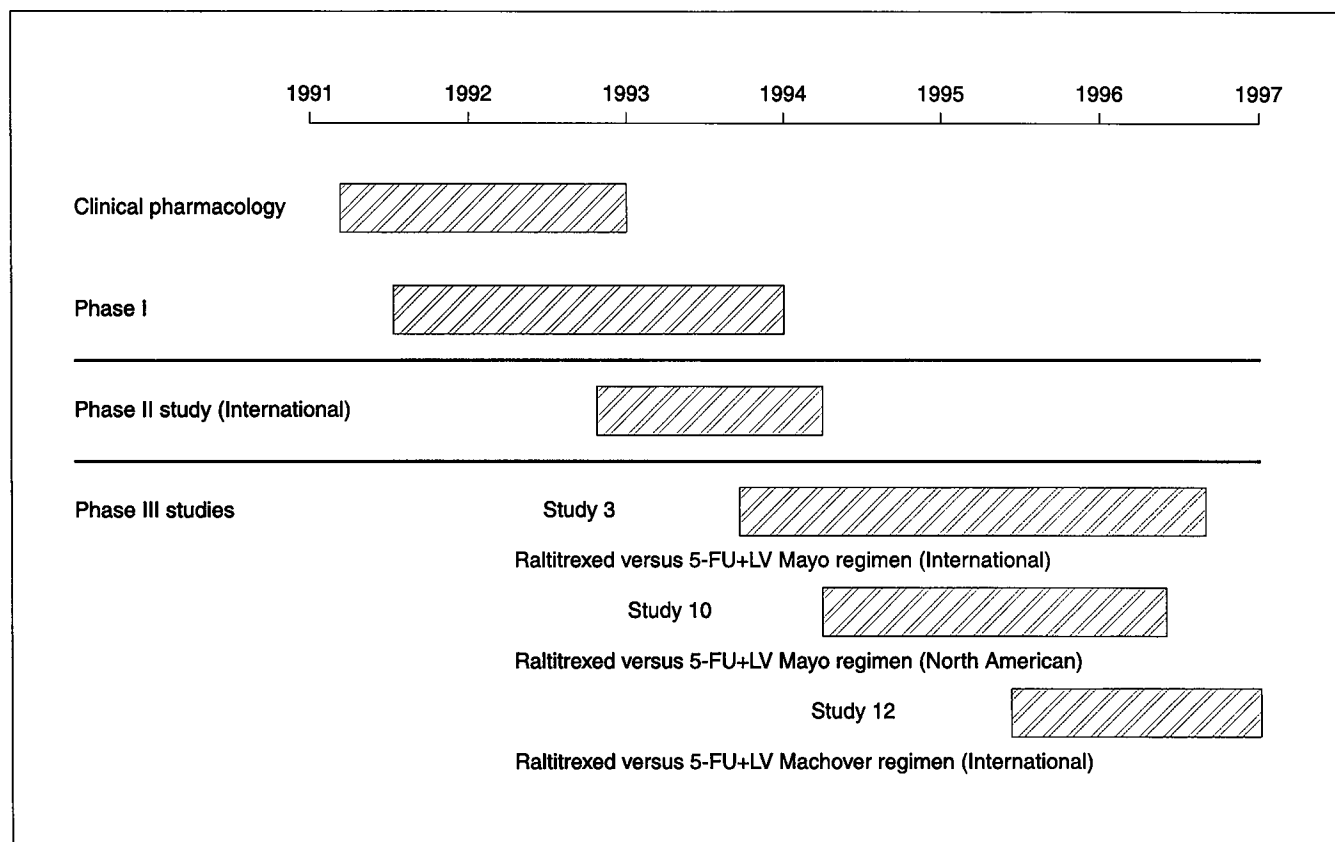 1991 1992 1993 1994 1995 1996 1997
Clinical pharmacology
Phase I
Phase II study (International)
Phase III studies Study 3
Raltitrexed versus 5-FU+LV Mayo regimen (International)
Study 10
Raltitrexed versus 5-FU+LV Mayo regimen (North American)
Study 12
Raltitrexed versus 5-FU+LV Machover regimen (International)